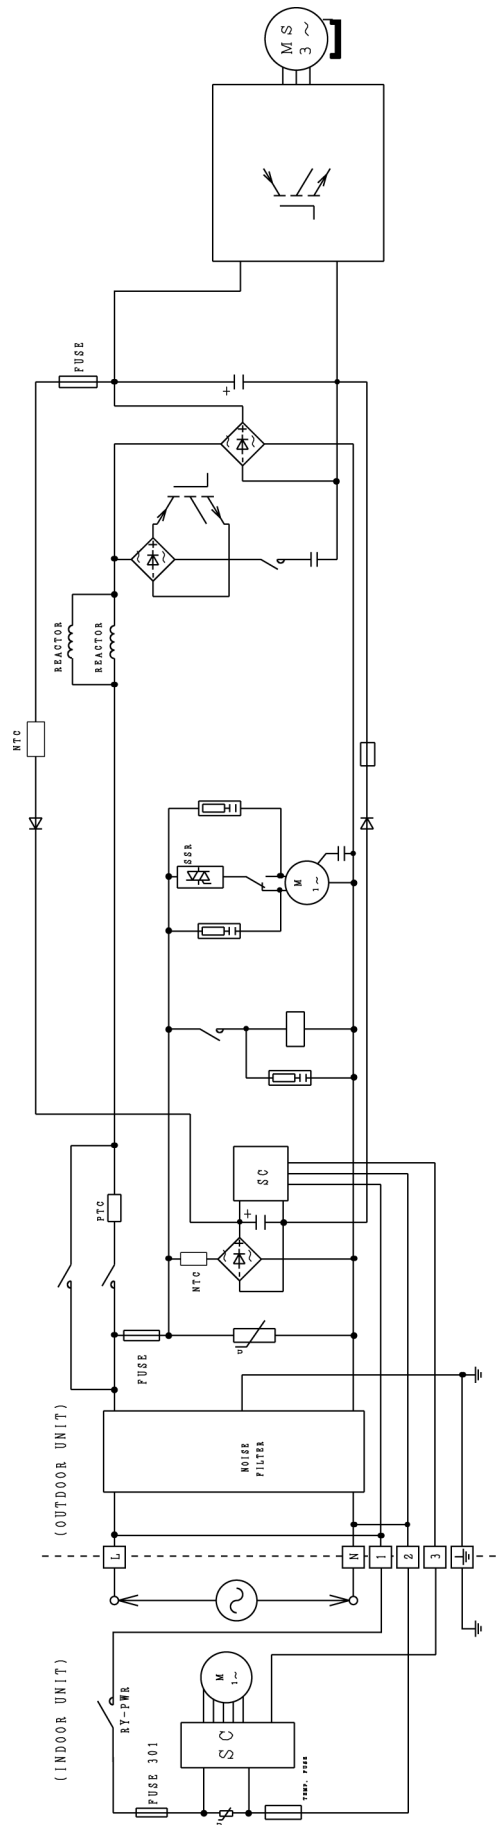 M S
3 ~
FUSE
+
+
~
~
-
+
~
~
-
REACTOR
REACTOR
NTC
SSR
M
1~
SC
+
PTC
+
~
~
-
NTC
U
FUSE
(OUTDOOR UNIT)
NOISE
FILTER
L
N
1
2
3
(INDOOR UNIT)
RY-PWR
M
1~
SC
FUSE 301
TEMP. FUSE
U